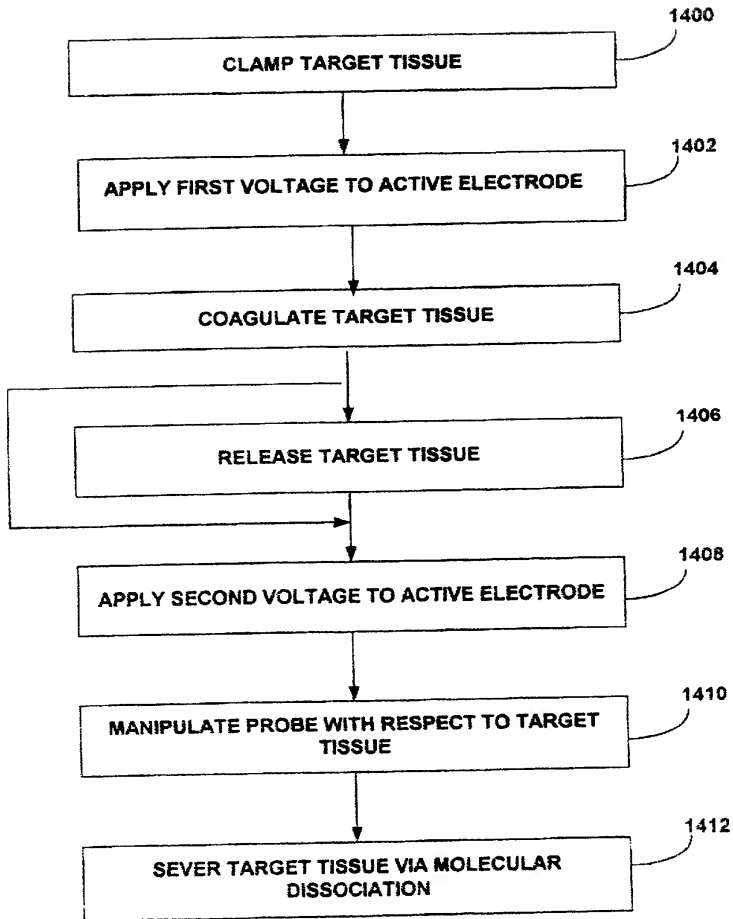 1400
CLAMP TARGET TISSUE
1402
APPLY FIRST VOLTAGE TO ACTIVE ELECTRODE
1404
COAGULATE TARGET TISSUE
1406
RELEASE TARGET TISSUE
1408
APPLY SECOND VOLTAGE TO ACTIVE ELECTRODE
1410
MANIPULATE PROBE WITH RESPECT TO TARGET
TISSUE
1412
SEVER TARGET TISSUE VIA MOLECULAR
DISSOCIATION